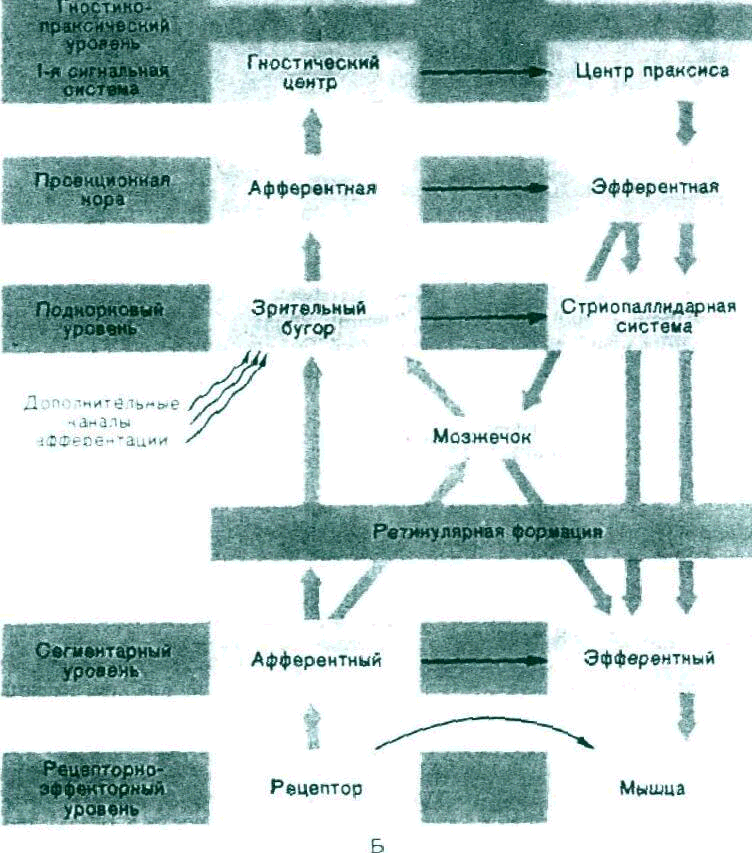 Гностико-
праксический
уровень
1-я сигнальная
система
Гностический
центр
Центр праксиса
Проекционная
кора
Афферентная
Эфферентная
Подкорковый
уровень
Зрительный
бугор
Стриопаллидарная
система
Дополнительные
каналы
афферентации
Мозжечок
Ретикулярная формация
Сегментарный
уровень
Афферентный
Эфферентный
Рецепторно-
эффекторный
уровень
Рецептор
Мышца
Б